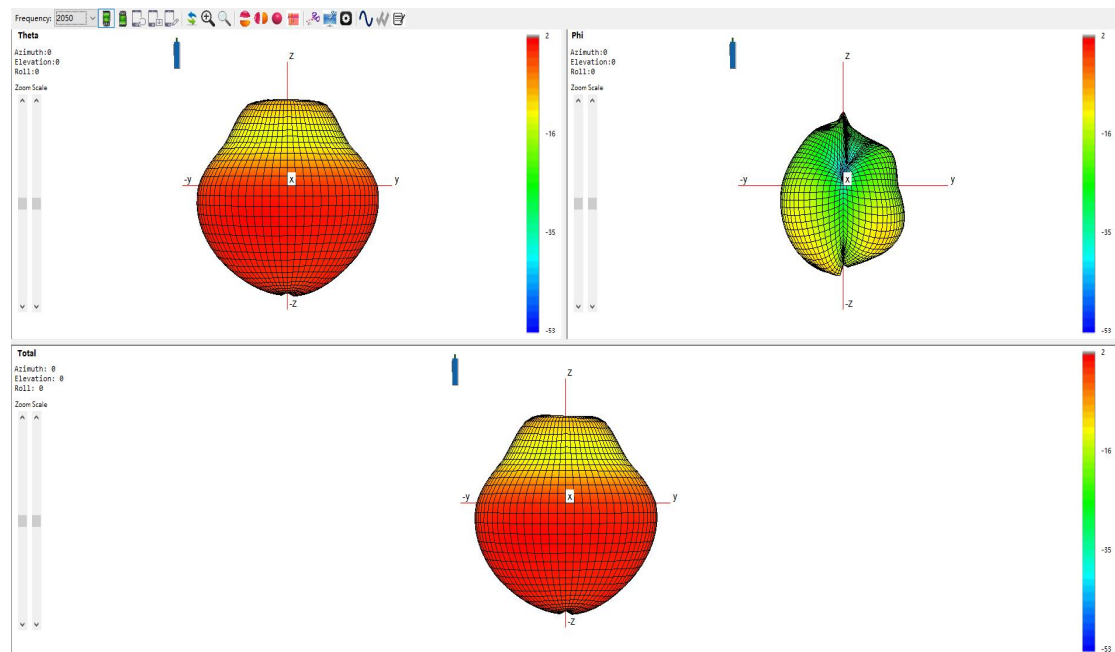 Frequency: 2050
Theta
Azimuth:0
Elevation:0
Roll:0
Zoom Scale
Z
-y
X
y
-Z
2
-16
-35
-53
Phi
Azimuth:0
Elevation:0
Roll:0
Zoom Scale
Z
-y
X
y
-Z
2
-16
-35
-53
Total
Azimuth: 0
Elevation: 0
Roll: 0
Zoom Scale
Z
-y
X
y
-Z
2
-16
-35
-53